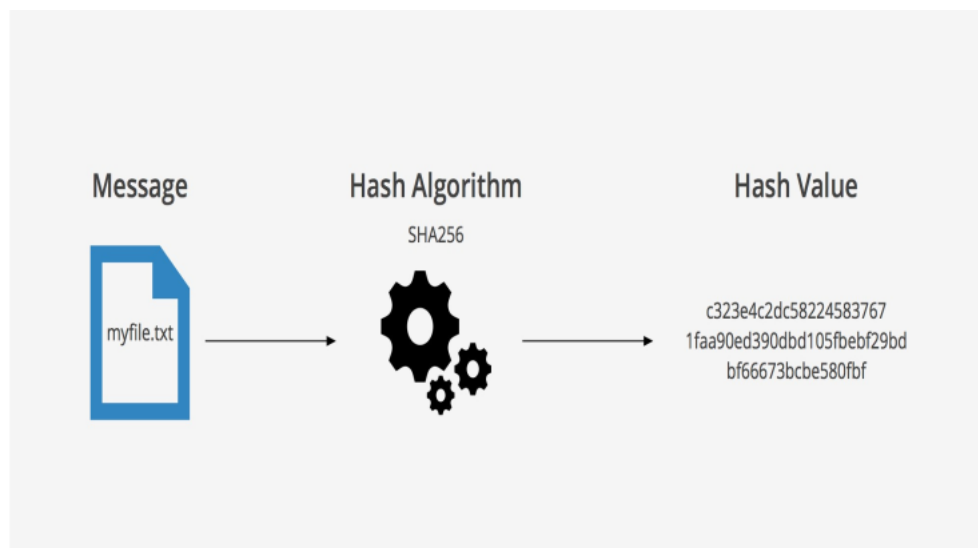 Message
Hash Algorithm
Hash Value
SHA256
myfile.txt
c323e4c2dc58224583767
1faa90ed390dbd105fbebf29bd
bf66673bcbe580fbf